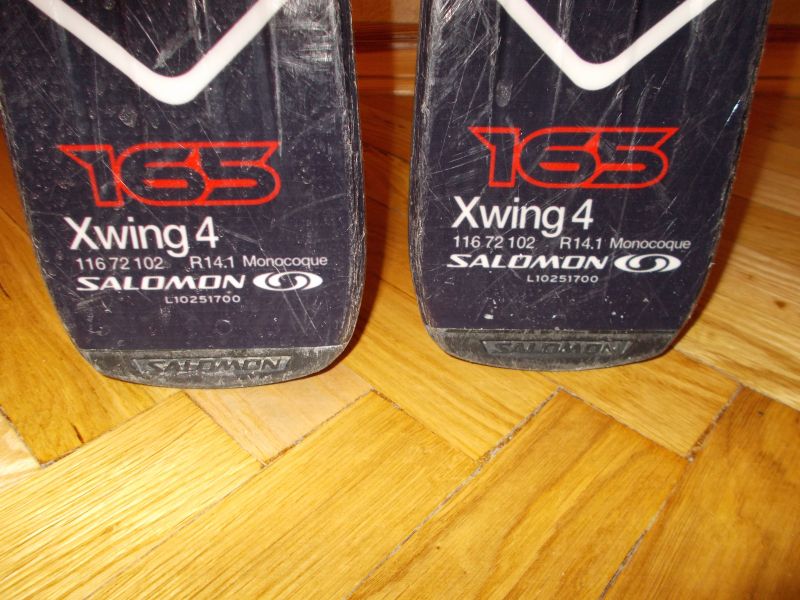 165
Xwing 4
116 72 102 R14.1 Monocoque
SALOMON
L10251700
SALOMON
165
Xwing 4
116 72 102 R14.1 Monocoque
SALOMON
L10251700
SALOMON